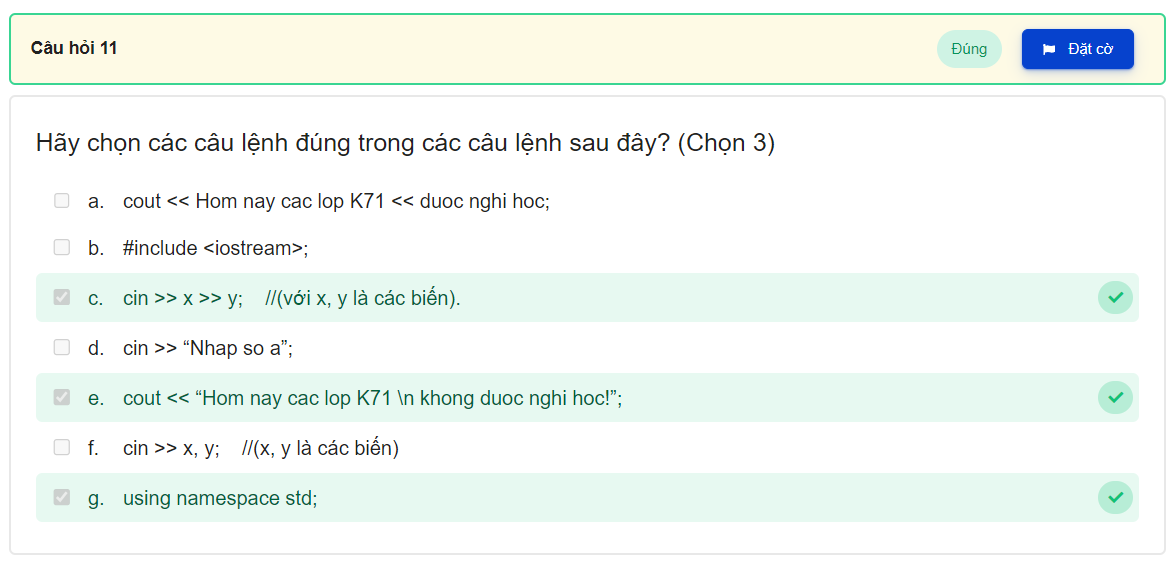 Câu hỏi 11
Đúng
Đặt cờ
Hãy chọn các câu lệnh đúng trong các câu lệnh sau đây? (Chọn 3)
a. cout << Hom nay cac lop K71 << duoc nghi hoc;
b. #include <iostream>;
c. cin >> x >> y; //(với x, y là các biến).
d. cin >> “Nhap so a”;
e. cout << “Hom nay cac lop K71 \n khong duoc nghi hoc!”;
f. cin >> x, y; //(x, y là các biến)
g. using namespace std;